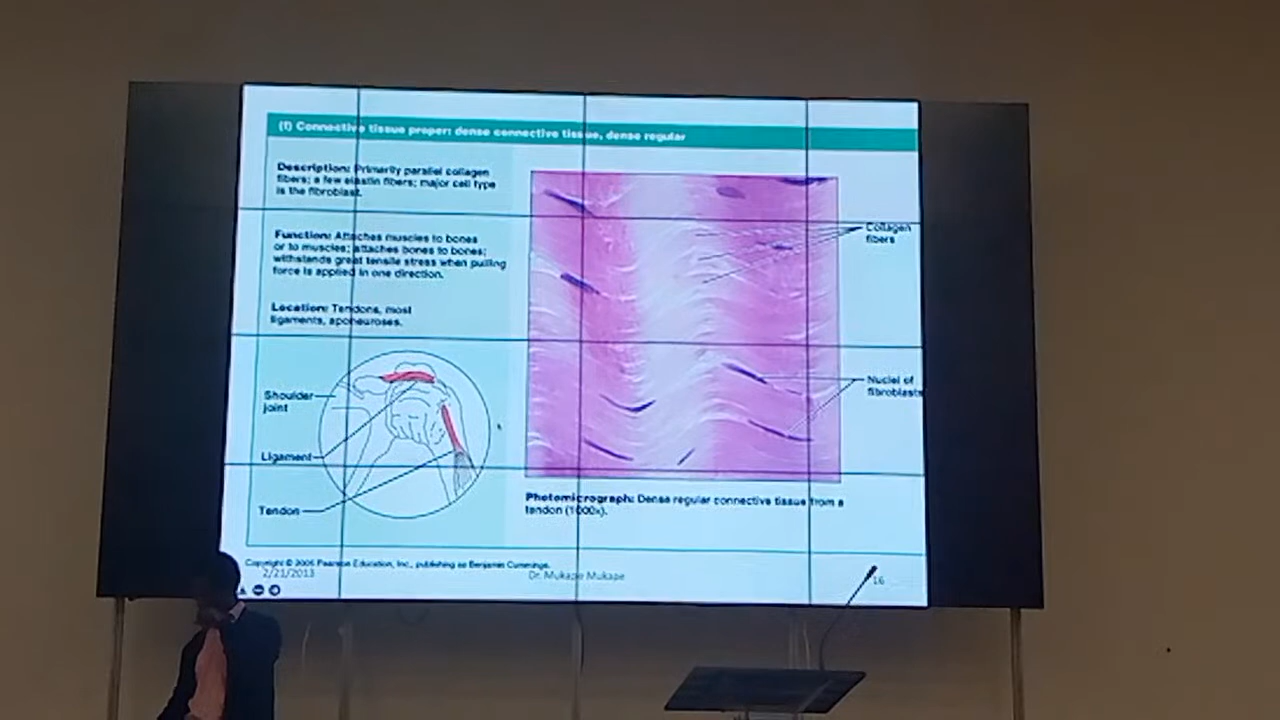 (f) Connective tissue proper: dense connective tissue, dense regular
Description: Primarily parallel collagen
fibers; a few elastin fibers; major cell type
is the fibroblast.
Function: Attaches muscles to bones
or to muscles; attaches bones to bones;
withstands great tensile stress when pulling
force is applied in one direction.
Location: Tendons, most
ligaments, aponeuroses.
Shoulder
joint
Ligament
Tendon
Collagen
fibers
Nuclei of
fibroblasts
Photomicrograph: Dense regular connective tissue from a
tendon (1000x).
Copyright © 2006 Pearson Education, Inc., publishing as Benjamin Cummings.
2/21/2013
Dr. Mukape Mukape
16